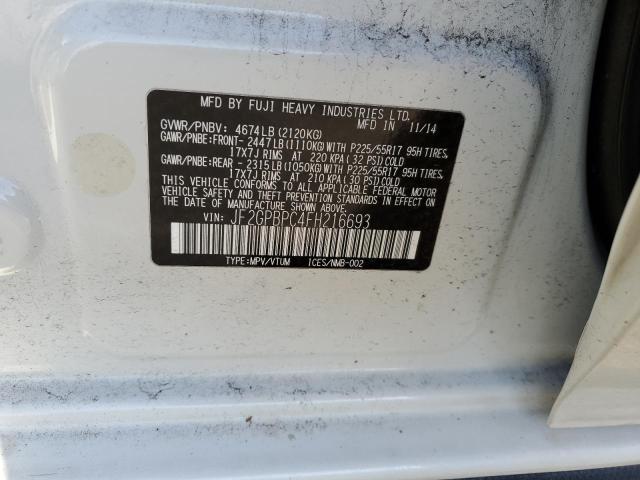 MFD BY FUJI HEAVY INDUSTRIES LTD.
GVWR/PNBV: 4674LB (2120KG) MFD IN 11/14
GAWR/PNBE:FRONT- 2447LB (1110KG) WITH P225/55R17 95H TIRES,
17X7J RIMS AT 220 KPA ( 32 PSI) COLD
GAWR/PNBE:REAR - 2315LB (1050KG) WITH P225/55R17 95H TIRES,
17X7J RIMS AT 210 KPA ( 30 PSI) COLD
THIS VEHICLE CONFORMS TO ALL APPLICABLE FEDERAL MOTOR
VEHICLE SAFETY AND THEFT PREVENTION STANDARDS IN EFFECT
ON THE DATE OF MANUFACTURE SHOWN ABOVE.
VIN: JF2GPBPC4FH216693
TYPE:MPV/VTUM ICES/NMB-002